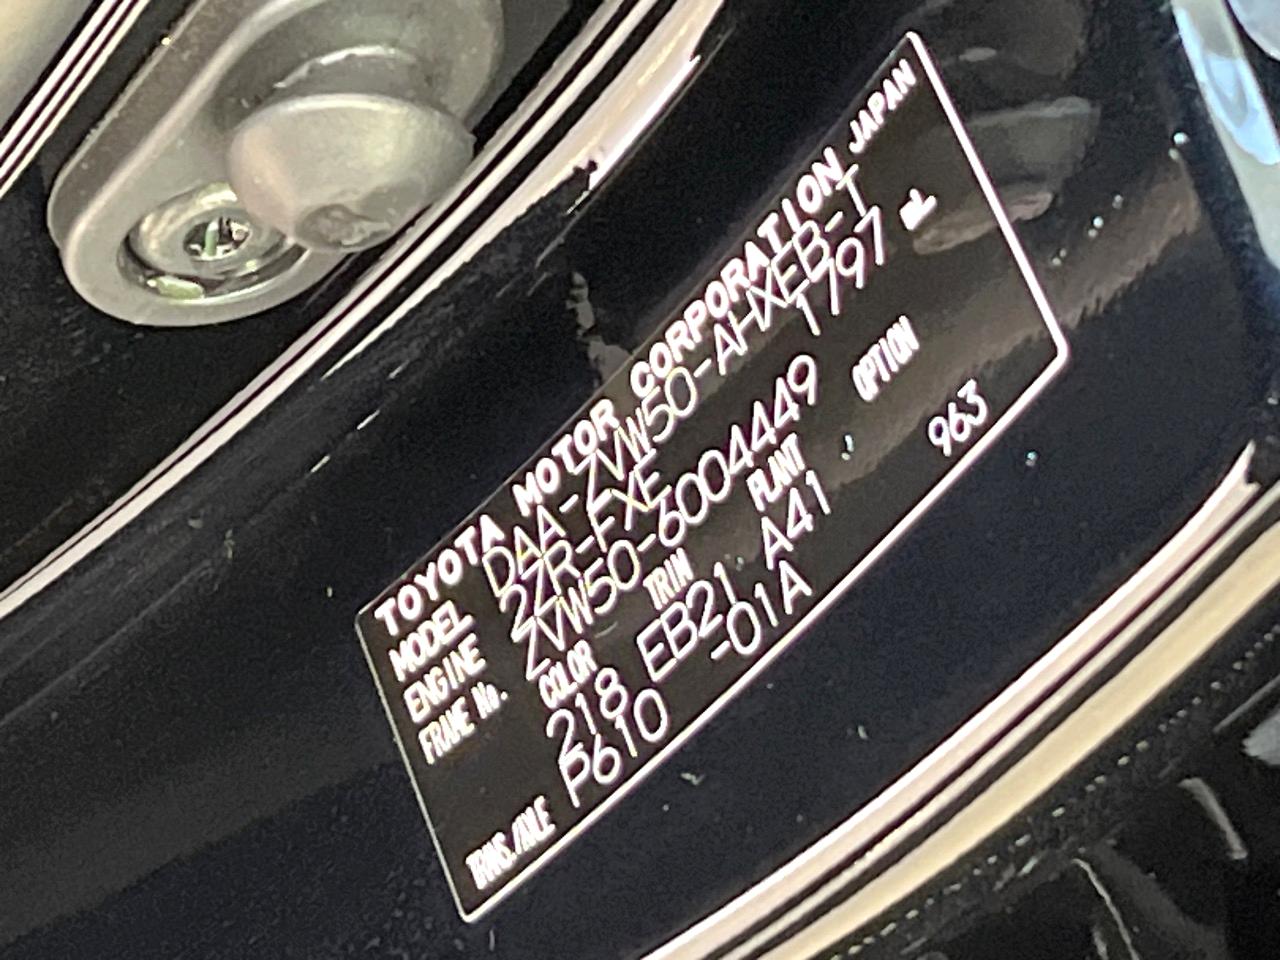 TOYOTA MOTOR CORPORATION JAPAN
MODEL DAA-ZVW50-AHXEB-T
ENGINE 2ZR-FXE 1797 mL
FRAME No. ZVW50-6004449
COLOR TRIM PLANT OPTION
218 EB21 A41 963
TRANS./AXLE P610 -01A